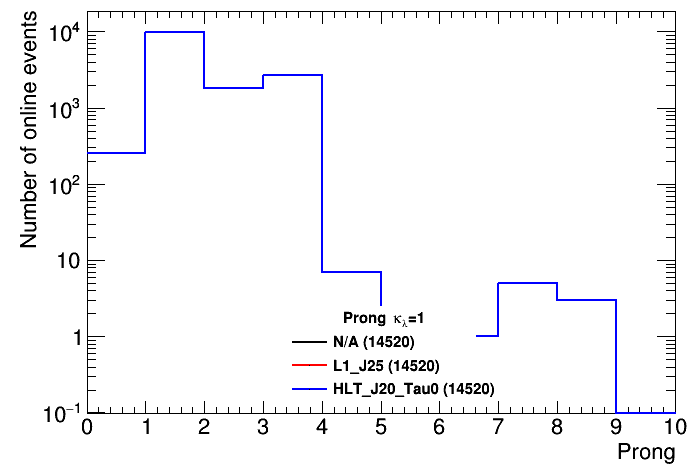 Number of online events
10⁴
10³
10²
10
1
10⁻¹
Prong κλ=1
N/A (14520)
L1_J25 (14520)
HLT_J20_Tau0 (14520)
0 1 2 3 4 5 6 7 8 9 10
Prong